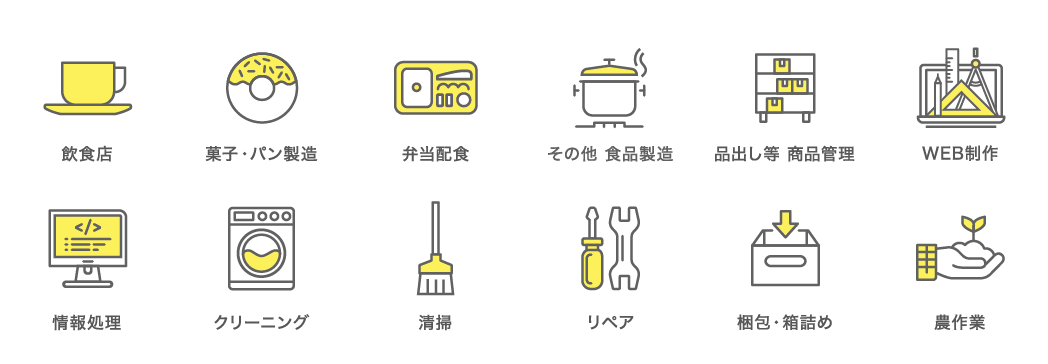 飲食店
菓子・パン製造
弁当配食
その他 食品製造
品出し等 商品管理
WEB制作
</>
情報処理
クリーニング
清掃
リペア
梱包・箱詰め
農作業